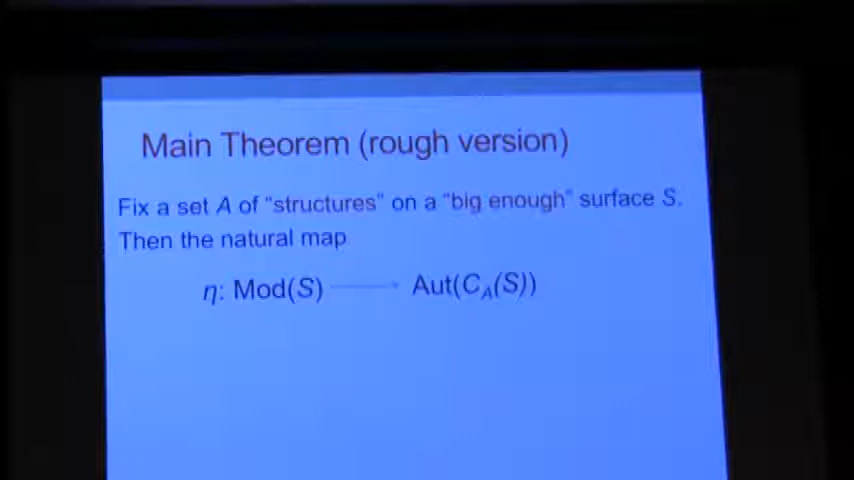 Main Theorem (rough version)
Fix a set A of "structures" on a "big enough" surface S.
Then the natural map
η: Mod(S) ⟶ Aut(C_A(S))